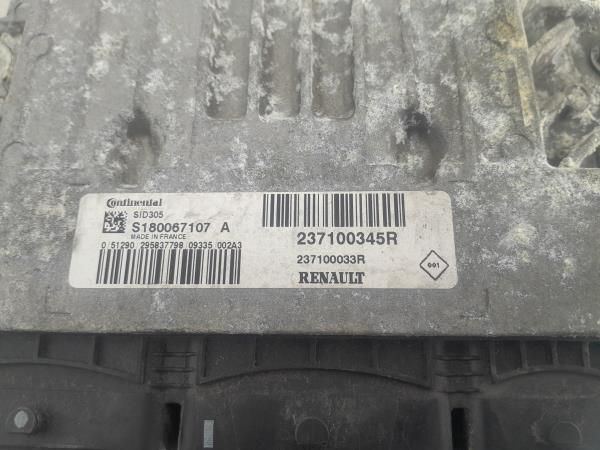 Continental
SID305
S180067107 A
MADE IN FRANCE
0 51290 295837798 09335 002A3
237100345R
237100033R
RENAULT
001